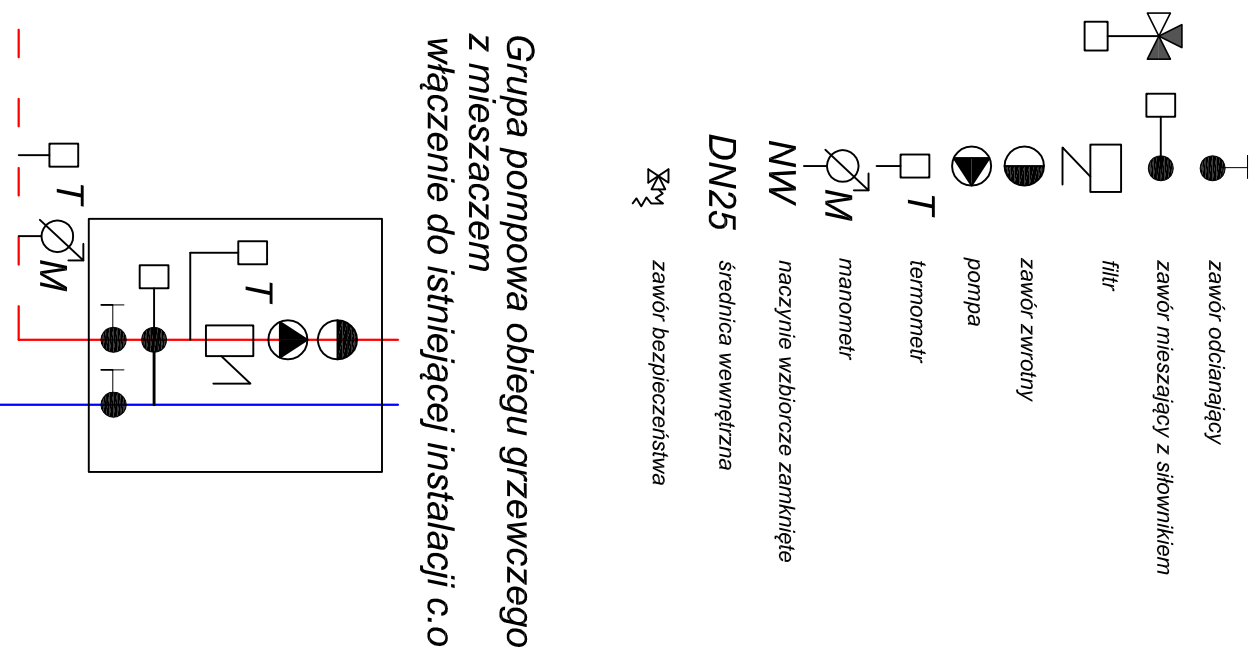 zawór odcianający
zawór mieszający z siłownikiem
filtr
zawór zwrotny
pompa
T
termometr
M
manometr
NW
naczynie wzbiorcze zamknięte
DN25
średnica wewnętrzna
zawór bezpieczeństwa
Grupa pompowa obiegu grzewczego
z mieszaczem
włączenie do istniejącej instalacji c.o
T
T
M